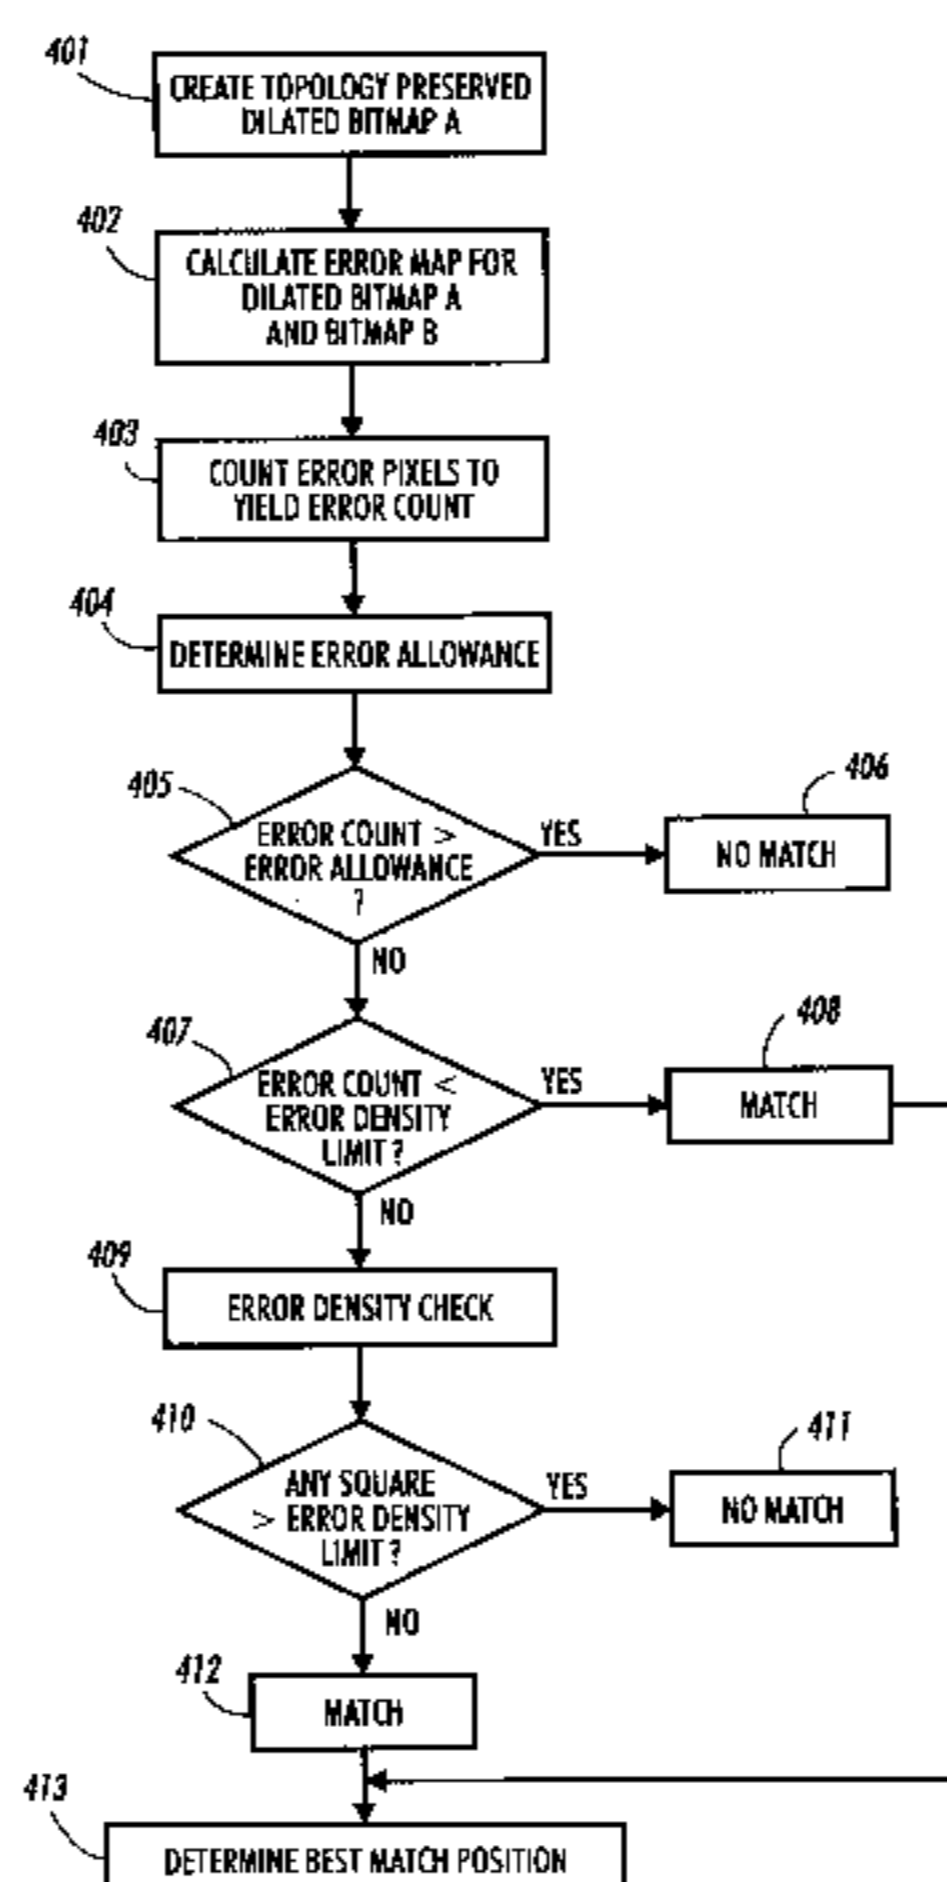 401
CREATE TOPOLOGY PRESERVED
DILATED BITMAP A
402
CALCULATE ERROR MAP FOR
DILATED BITMAP A
AND BITMAP B
403
COUNT ERROR PIXELS TO
YIELD ERROR COUNT
404
DETERMINE ERROR ALLOWANCE
405
ERROR COUNT >
ERROR ALLOWANCE
?
YES
406
NO MATCH
NO
407
ERROR COUNT <
ERROR DENSITY
LIMIT ?
YES
408
MATCH
NO
409
ERROR DENSITY CHECK
410
ANY SQUARE
> ERROR DENSITY
LIMIT ?
YES
411
NO MATCH
NO
412
MATCH
413
DETERMINE BEST MATCH POSITION